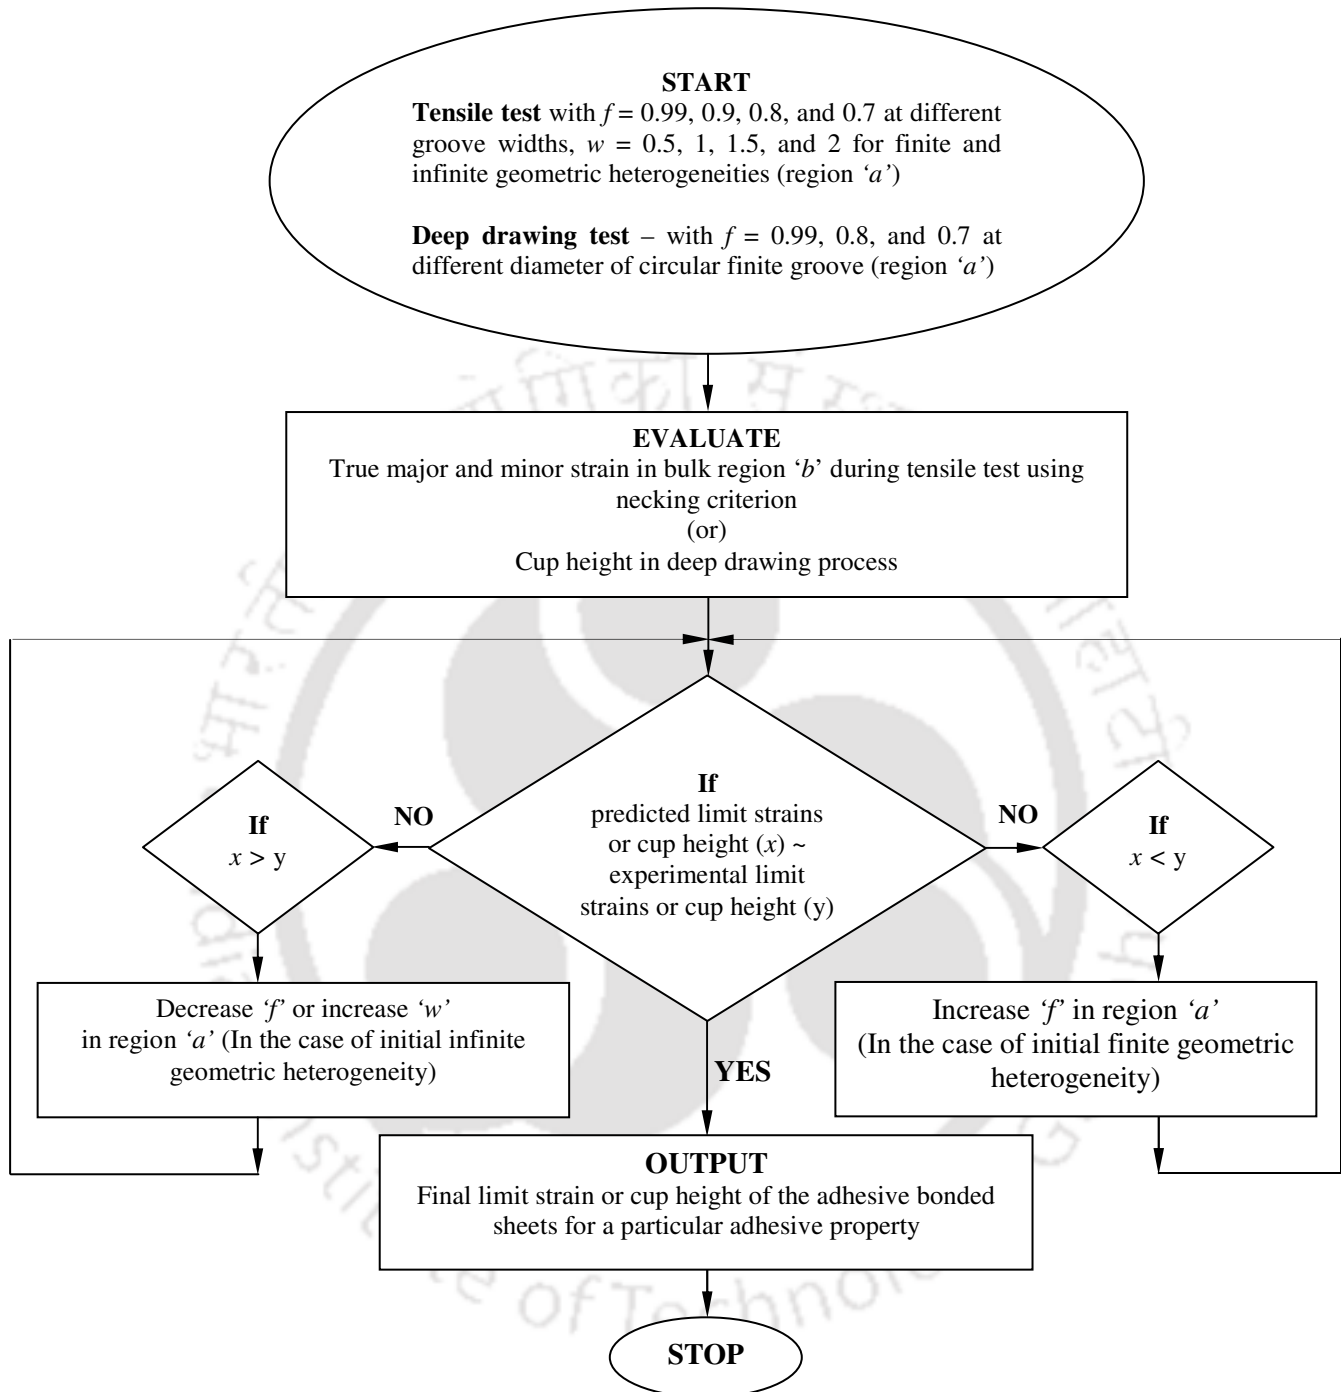 START
Tensile test with f = 0.99, 0.9, 0.8, and 0.7 at different
groove widths, w = 0.5, 1, 1.5, and 2 for finite and
infinite geometric heterogeneities (region ‘a’)
Deep drawing test – with f = 0.99, 0.8, and 0.7 at
different diameter of circular finite groove (region ‘a’)
EVALUATE
True major and minor strain in bulk region ‘b’ during tensile test using
necking criterion
(or)
Cup height in deep drawing process
If
predicted limit strains
or cup height (x) ~
experimental limit
strains or cup height (y)
NO
If
x > y
NO
If
x < y
Decrease ‘f’ or increase ‘w’
in region ‘a’ (In the case of initial infinite
geometric heterogeneity)
Increase ‘f’ in region ‘a’
(In the case of initial finite geometric
heterogeneity)
YES
OUTPUT
Final limit strain or cup height of the adhesive bonded
sheets for a particular adhesive property
STOP